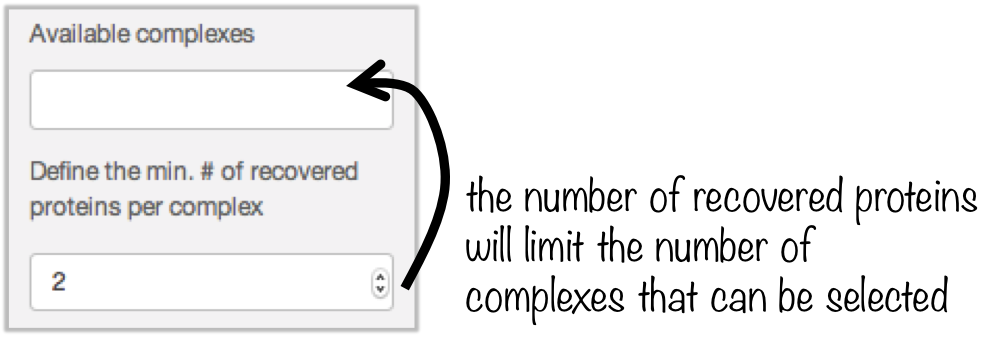 Available complexes
Define the min. # of recovered
proteins per complex
2
the number of recovered proteins
will limit the number of
complexes that can be selected